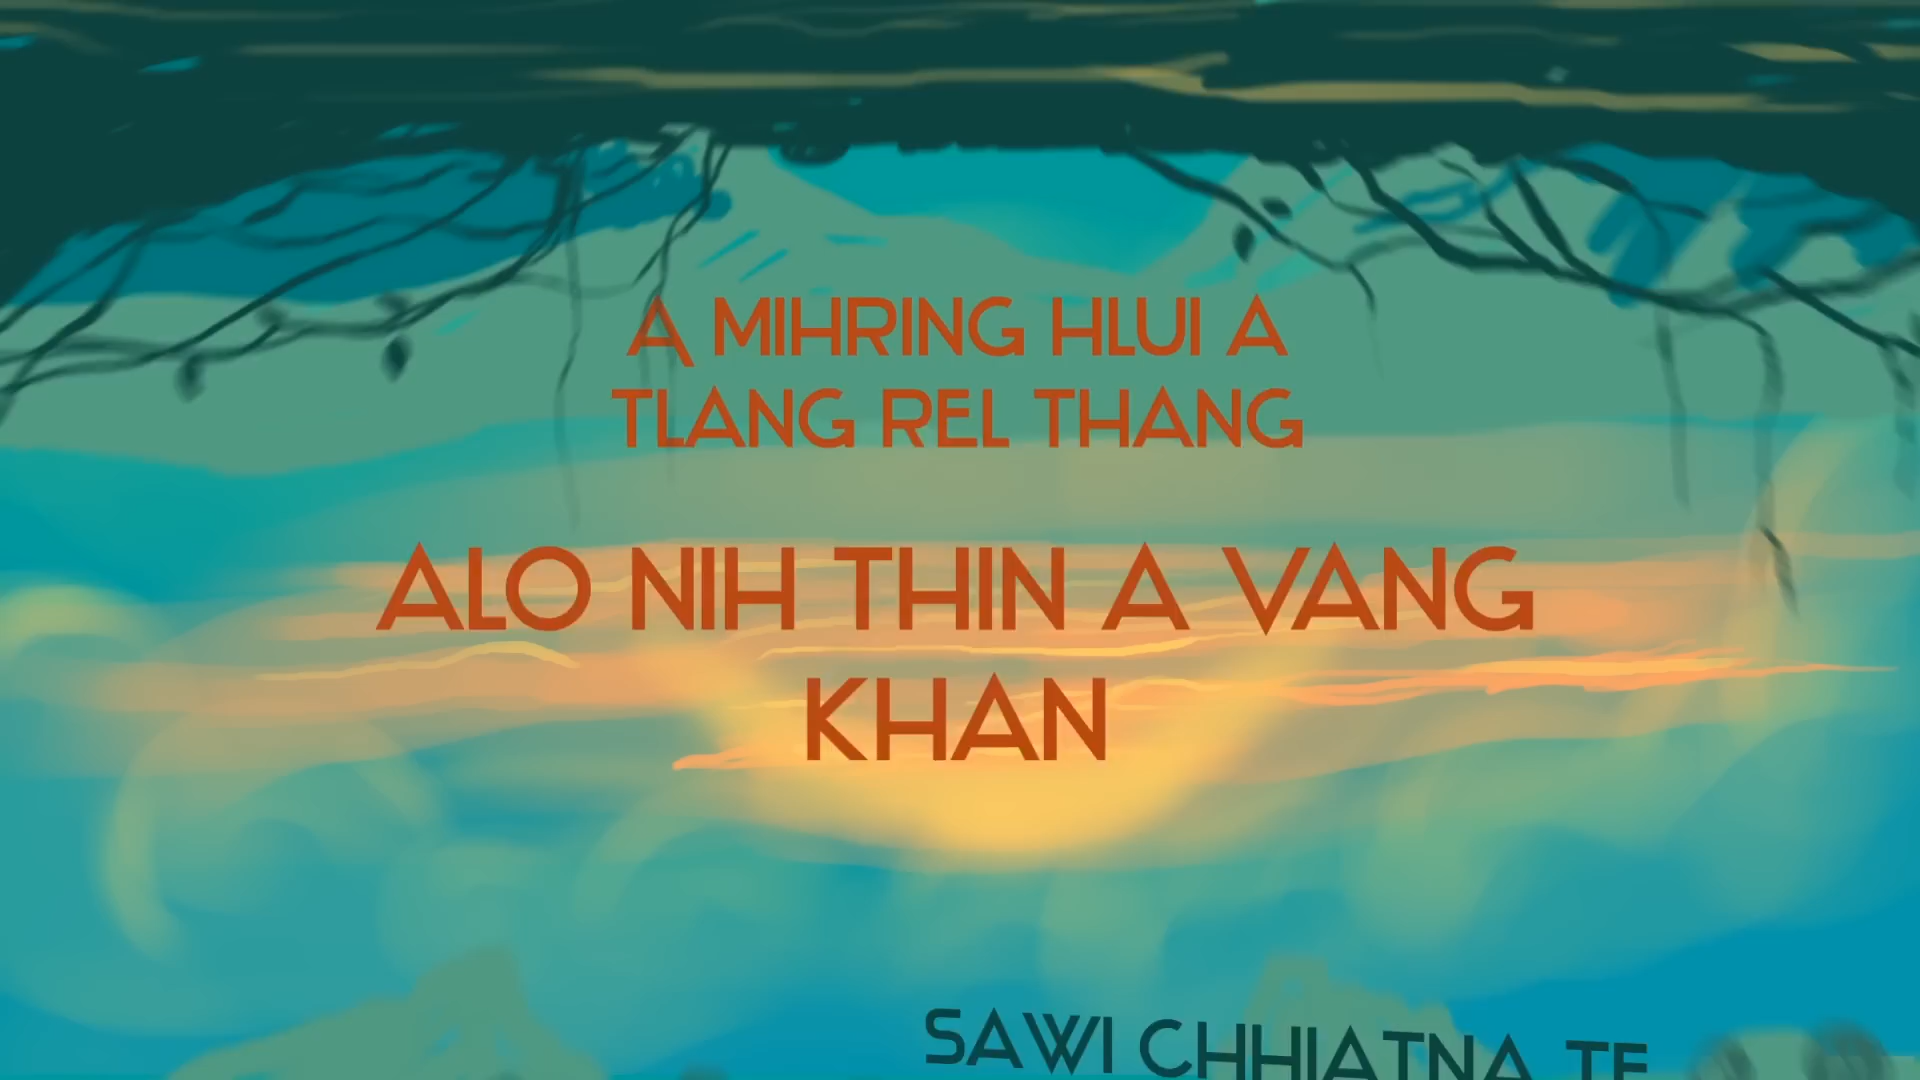 A MIHRING HLUI A
TLANG REL THANG
ALO NIH THIN A VANG
KHAN
SAWI CHHIATNA TE